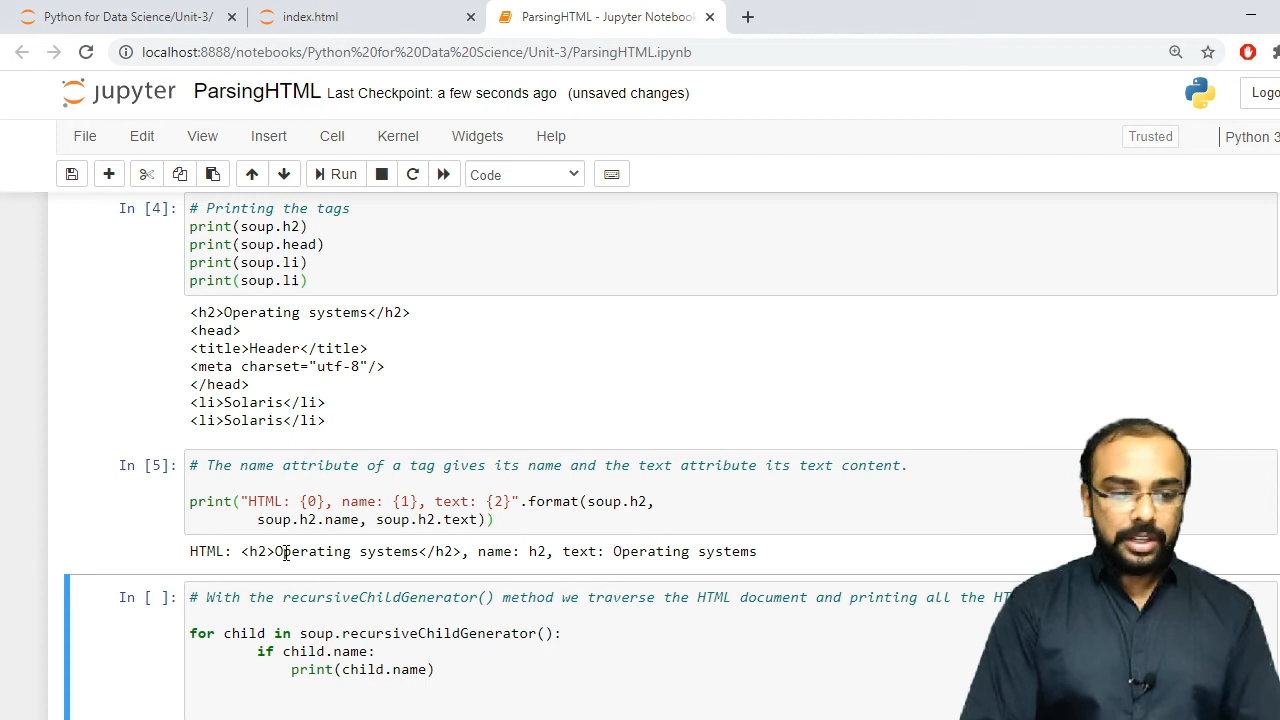 Python for Data Science/Unit-3/
index.html
ParsingHTML - Jupyter Notebook
localhost:8888/notebooks/Python%20for%20Data%20Science/Unit-3/ParsingHTML.ipynb
jupyter ParsingHTML Last Checkpoint: a few seconds ago (unsaved changes)
File Edit View Insert Cell Kernel Widgets Help
Trusted
Python 3
Run
Code
In [4]: # Printing the tags
print(soup.h2)
print(soup.head)
print(soup.li)
print(soup.li)
<h2>Operating systems</h2>
<head>
<title>Header</title>
<meta charset="utf-8"/>
</head>
<li>Solaris</li>
<li>Solaris</li>
In [5]: # The name attribute of a tag gives its name and the text attribute its text content.
print("HTML: {0}, name: {1}, text: {2}".format(soup.h2,
soup.h2.name, soup.h2.text))
HTML: <h2>Operating systems</h2>, name: h2, text: Operating systems
In [ ]: # With the recursiveChildGenerator() method we traverse the HTML document and printing all the
for child in soup.recursiveChildGenerator():
if child.name:
print(child.name)